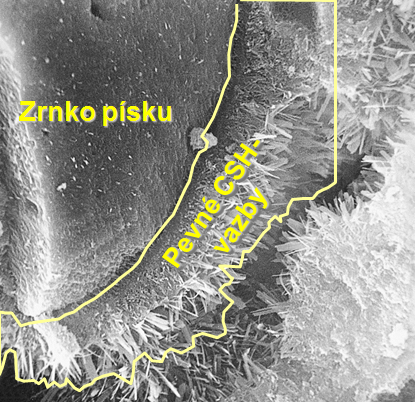 Zrnko písku
Pevné CSH-
vazby